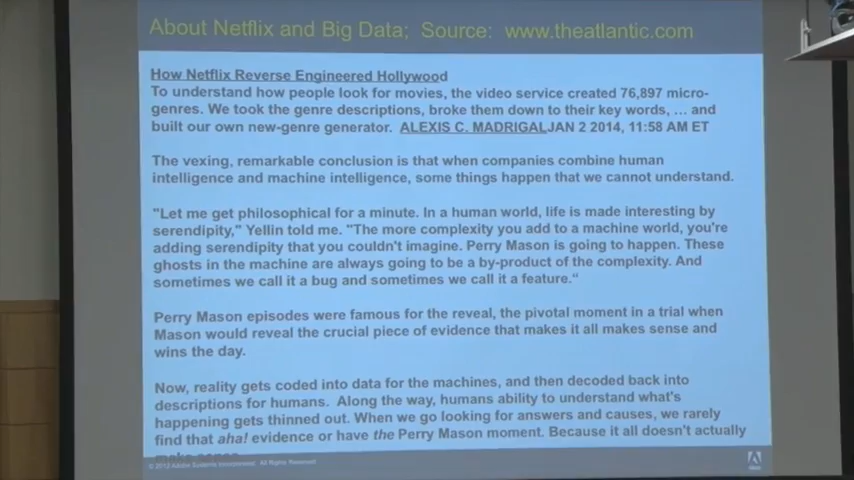 About Netflix and Big Data;  Source:  www.theatlantic.com
How Netflix Reverse Engineered Hollywood
To understand how people look for movies, the video service created 76,897 micro-
genres. We took the genre descriptions, broke them down to their key words, … and
built our own new-genre generator.  ALEXIS C. MADRIGALJAN 2 2014, 11:58 AM ET
The vexing, remarkable conclusion is that when companies combine human
intelligence and machine intelligence, some things happen that we cannot understand.
"Let me get philosophical for a minute. In a human world, life is made interesting by
serendipity," Yellin told me. "The more complexity you add to a machine world, you're
adding serendipity that you couldn't imagine. Perry Mason is going to happen. These
ghosts in the machine are always going to be a by-product of the complexity. And
sometimes we call it a bug and sometimes we call it a feature."
Perry Mason episodes were famous for the reveal, the pivotal moment in a trial when
Mason would reveal the crucial piece of evidence that makes it all makes sense and
wins the day.
Now, reality gets coded into data for the machines, and then decoded back into
descriptions for humans.  Along the way, humans ability to understand what's
happening gets thinned out. When we go looking for answers and causes, we rarely
find that aha! evidence or have the Perry Mason moment. Because it all doesn't actually
make sense.
© 2012 Adobe Systems Incorporated. All Rights Reserved.